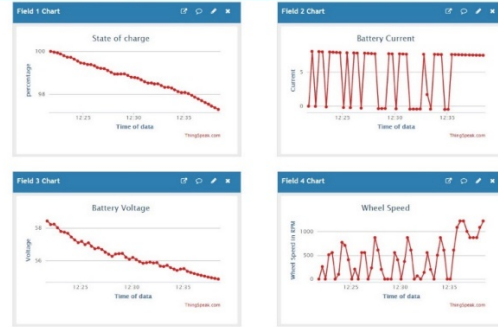 Field 1 Chart
State of charge
percentage
100
98
12:25 12:30 12:35
Time of data
ThingSpeak.com
Field 2 Chart
Battery Current
Current
5
0
12:25 12:30 12:35
Time of data
ThingSpeak.com
Field 3 Chart
Battery Voltage
Voltage
56
12:25 12:30 12:35
Time of data
ThingSpeak.com
Field 4 Chart
Wheel Speed
Wheel Speed in RPM
1000
500
0
12:25 12:30 12:35
Time of data
ThingSpeak.com